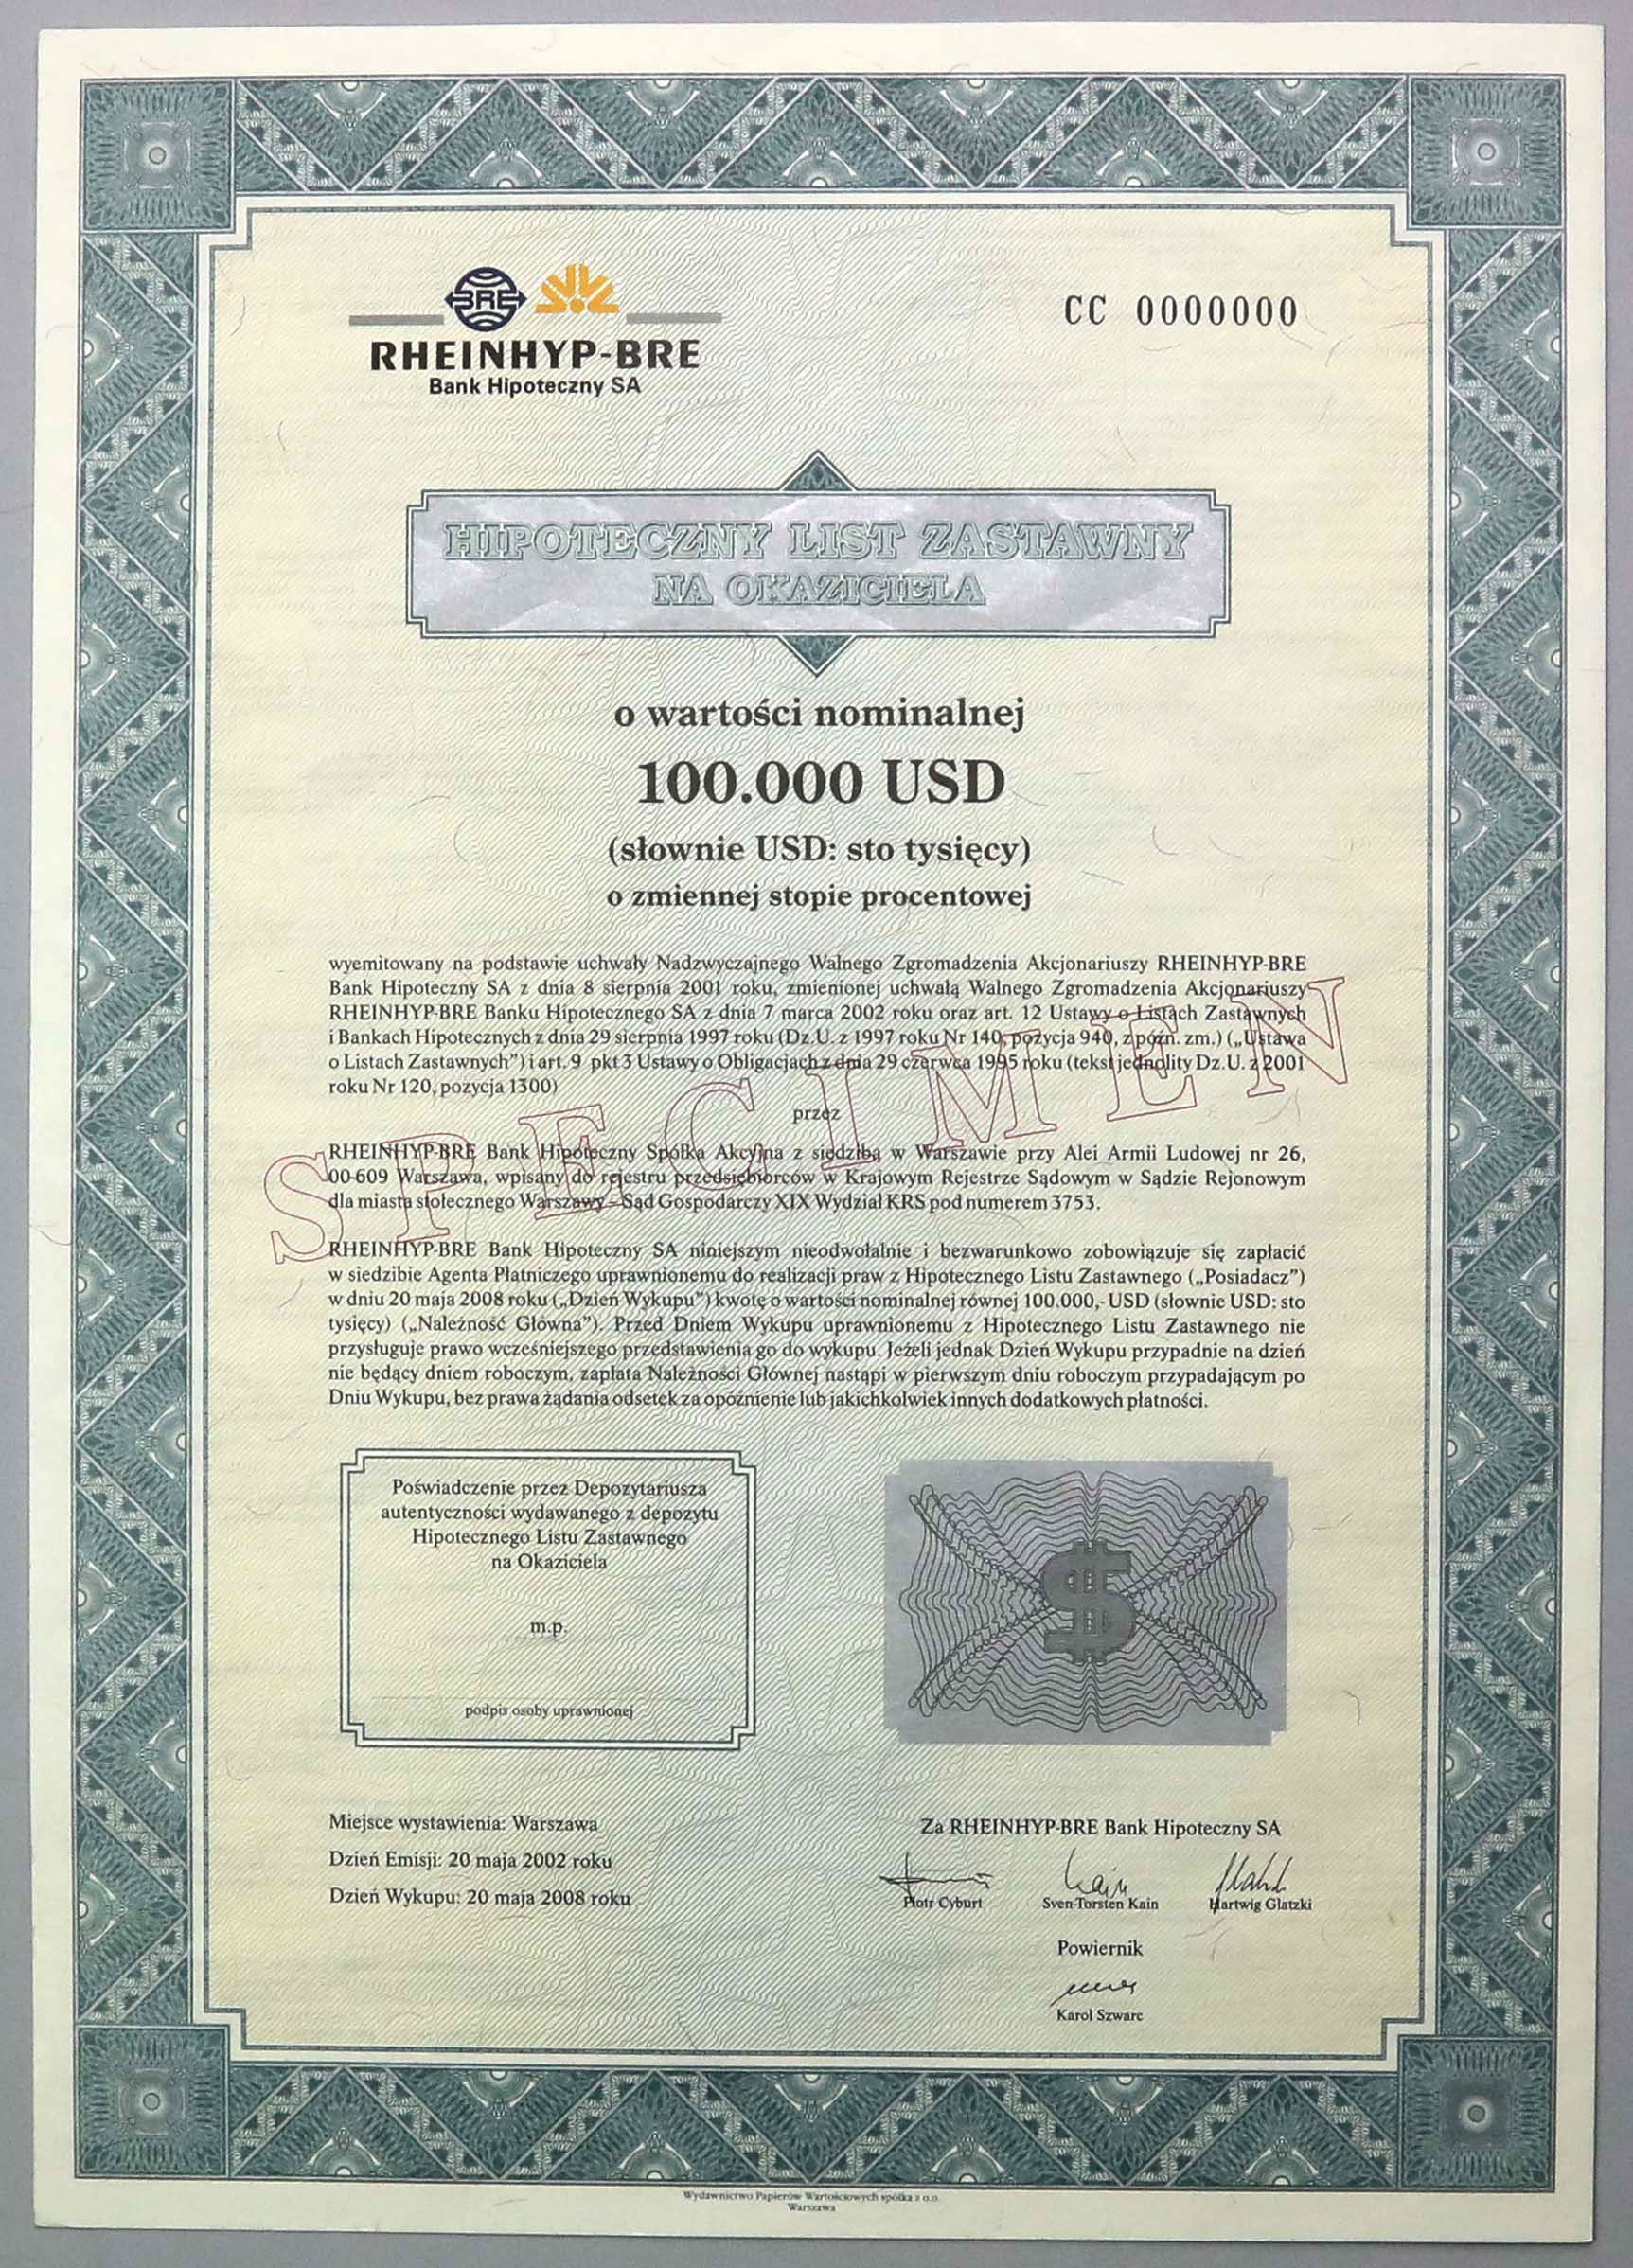 BRE
RHEINHYP-BRE
Bank Hipoteczny SA
CC 0000000
HIPOTECZNY LIST ZASTAWNY
NA OKAZICIELA
o wartości nominalnej
100.000 USD
(słownie USD: sto tysięcy)
o zmiennej stopie procentowej
wyemitowany na podstawie uchwały Nadzwyczajnego Walnego Zgromadzenia Akcjonariuszy RHEINHYP-BRE
Bank Hipoteczny SA z dnia 8 sierpnia 2001 roku, zmienionej uchwałą Walnego Zgromadzenia Akcjonariuszy
RHEINHYP-BRE Banku Hipotecznego SA z dnia 7 marca 2002 roku oraz art. 12 Ustawy o Listach Zastawnych
i Bankach Hipotecznych z dnia 29 sierpnia 1997 roku (Dz.U. z 1997 roku Nr 140, pozycja 940, z późn. zm.) („Ustawa
o Listach Zastawnych”) i art. 9 pkt 3 Ustawy o Obligacjach z dnia 29 czerwca 1995 roku (tekst jednolity Dz.U. z 2001
roku Nr 120, pozycja 1300)
przez
SPECIMEN
RHEINHYP-BRE Bank Hipoteczny Spółka Akcyjna z siedzibą w Warszawie przy Alei Armii Ludowej nr 26,
00-609 Warszawa, wpisany do rejestru przedsiębiorców w Krajowym Rejestrze Sądowym w Sądzie Rejonowym
dla miasta stołecznego Warszawy – Sąd Gospodarczy XIX Wydział KRS pod numerem 3753.
RHEINHYP-BRE Bank Hipoteczny SA niniejszym nieodwołalnie i bezwarunkowo zobowiązuje się zapłacić
w siedzibie Agenta Płatniczego uprawnionemu do realizacji praw z Hipotecznego Listu Zastawnego („Posiadacz”)
w dniu 20 maja 2008 roku („Dzień Wykupu”) kwotę o wartości nominalnej równej 100.000,- USD (słownie USD: sto
tysięcy) („Należność Główna”). Przed Dniem Wykupu uprawnionemu z Hipotecznego Listu Zastawnego nie
przysługuje prawo wcześniejszego przedstawienia go do wykupu. Jeżeli jednak Dzień Wykupu przypadnie na dzień
nie będący dniem roboczym, zapłata Należności Głównej nastąpi w pierwszym dniu roboczym przypadającym po
Dniu Wykupu, bez prawa żądania odsetek za opóźnienie lub jakichkolwiek innych dodatkowych płatności.
Poświadczenie przez Depozytariusza
autentyczności wydawanego z depozytu
Hipotecznego Listu Zastawnego
na Okaziciela
m.p.
podpis osoby uprawnionej
$
Miejsce wystawienia: Warszawa
Dzień Emisji: 20 maja 2002 roku
Dzień Wykupu: 20 maja 2008 roku
Za RHEINHYP-BRE Bank Hipoteczny SA
Piotr Cyburt Sven-Torsten Kain Hartwig Glatzki
Powiernik
Karol Szwarc
Wydawnictwo Papierów Wartościowych spółka z o.o.
Warszawa